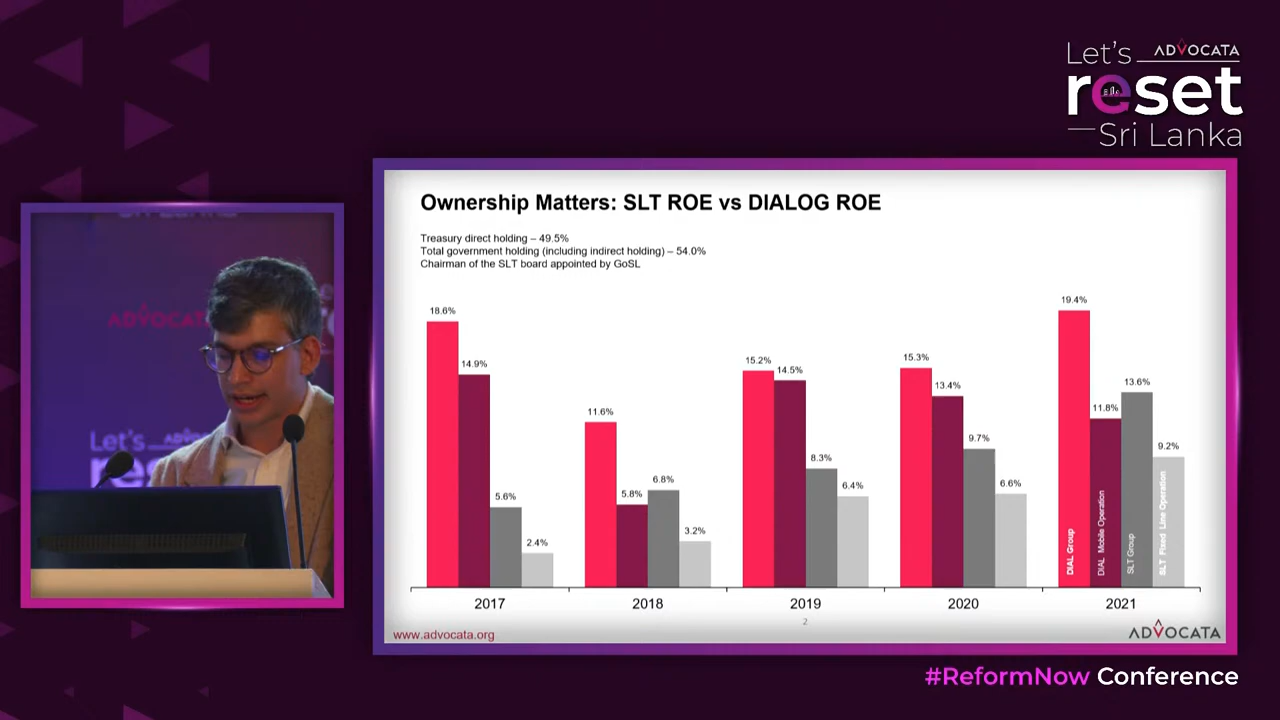 Let's ADVOCATA
reset
Sri Lanka
Ownership Matters: SLT ROE vs DIALOG ROE
Treasury direct holding – 49.5%
Total government holding (including indirect holding) – 54.0%
Chairman of the SLT board appointed by GoSL
18.6%
14.9%
5.6%
2.4%
11.6%
5.8%
6.8%
3.2%
15.2%
14.5%
8.3%
6.4%
15.3%
13.4%
9.7%
6.6%
19.4%
11.8%
13.6%
9.2%
DIAL Group
DIAL Mobile Operation
SLT Group
SLT Fixed Line Operation
2017 2018 2019 2020 2021
2
www.advocata.org
ADVOCATA
ADVOCAT
Let's ADVOCA
res
#ReformNow Conference